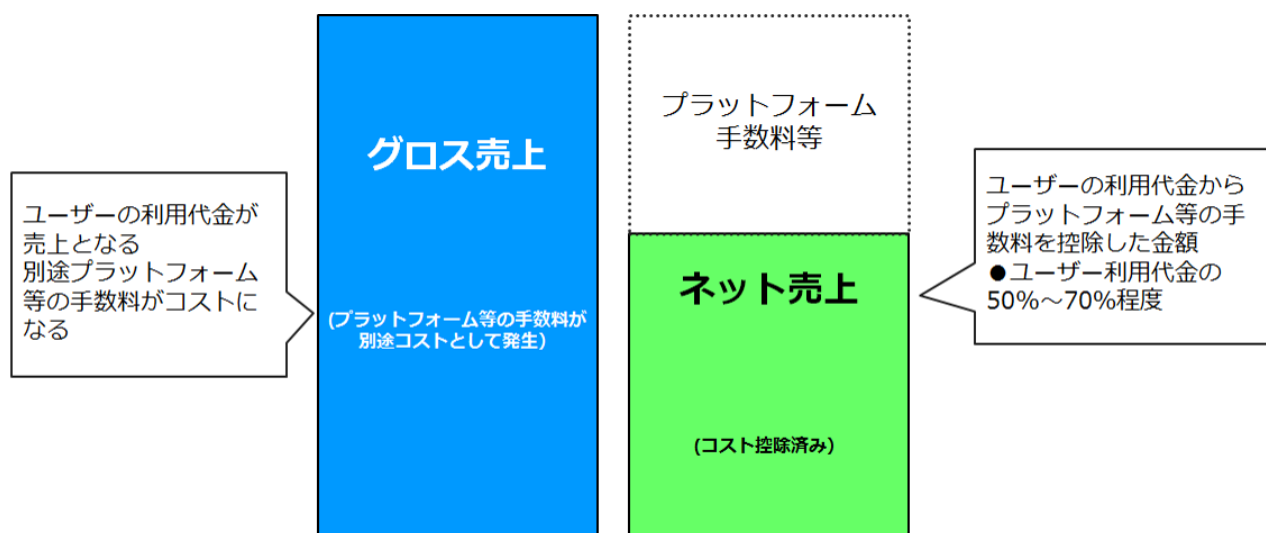 ユーザーの利用代金が
売上となる
別途プラットフォーム
等の手数料がコストに
なる
グロス売上
(プラットフォーム等の手数料が
別途コストとして発生)
プラットフォーム
手数料等
ネット売上
(コスト控除済み)
ユーザーの利用代金から
プラットフォーム等の手
数料を控除した金額
●ユーザー利用代金の
50%～70%程度